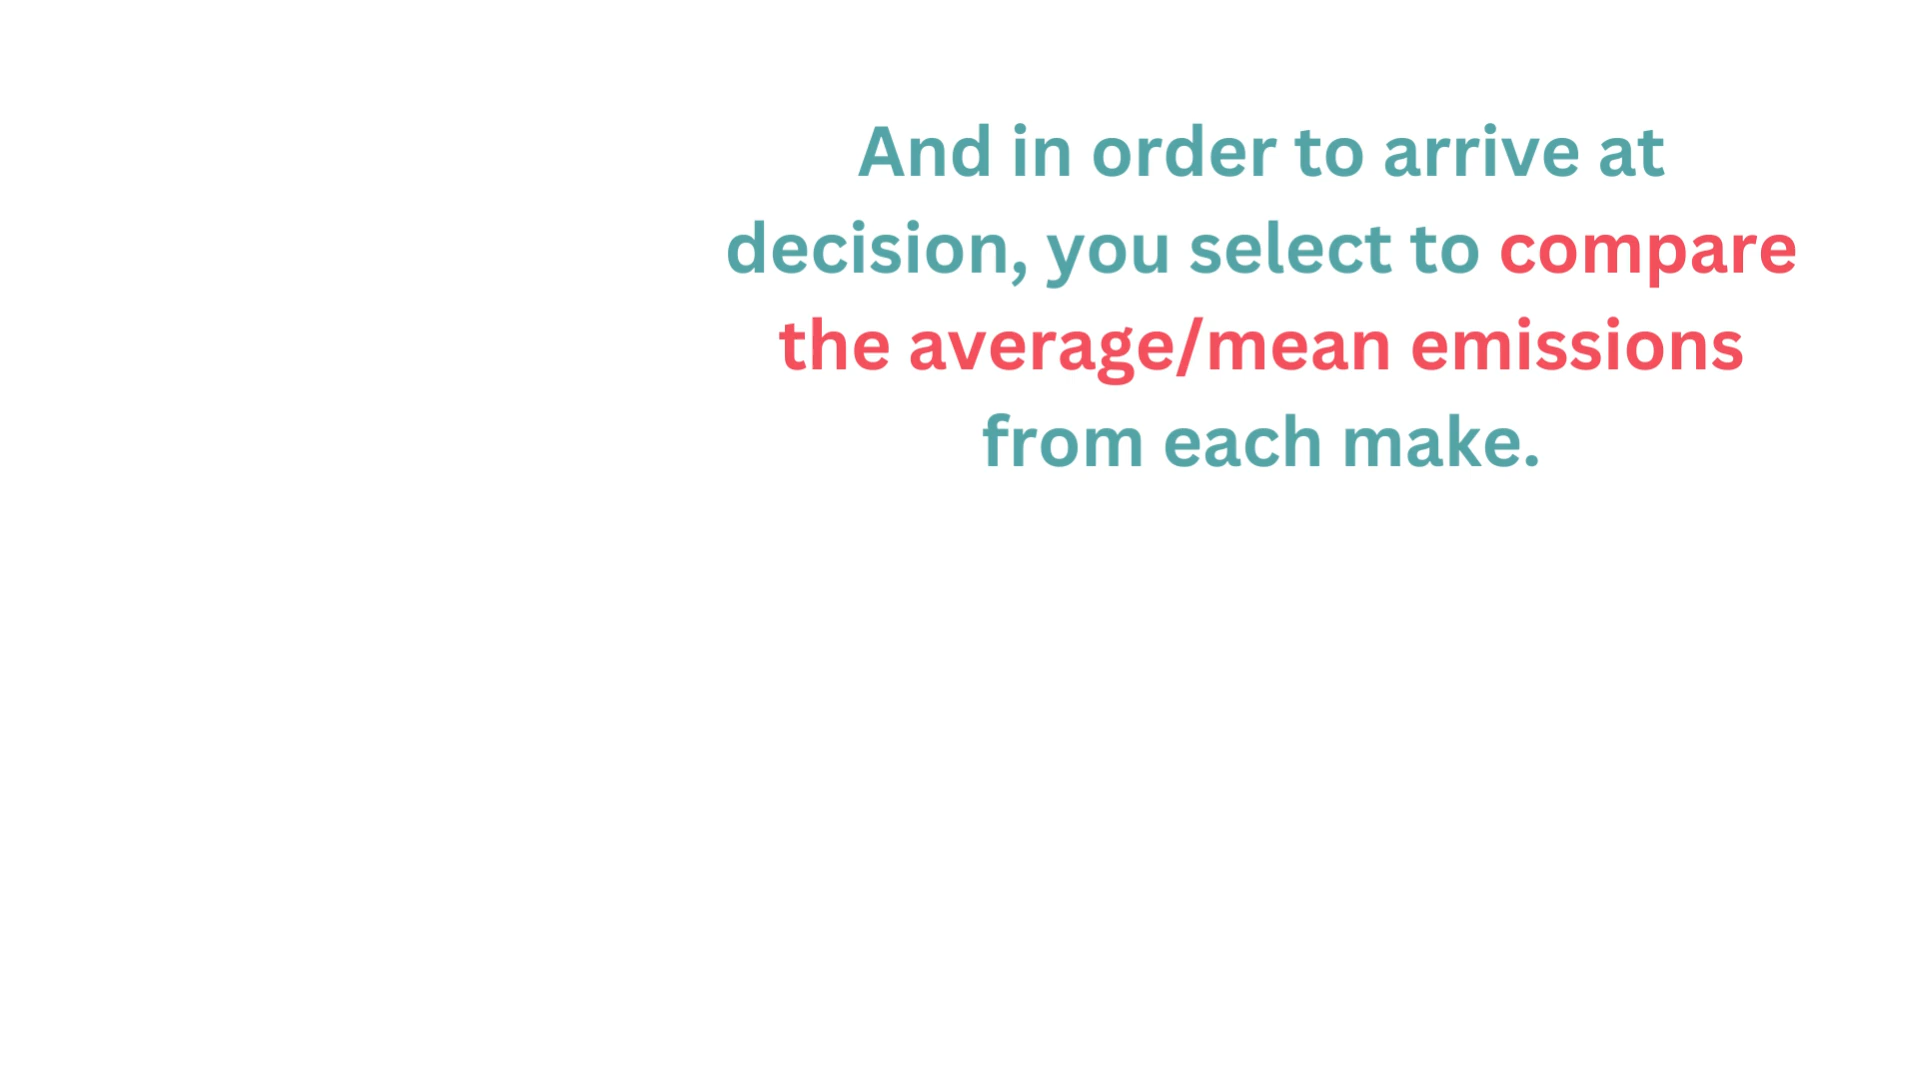 And in order to arrive at
decision, you select to compare
the average/mean emissions
from each make.